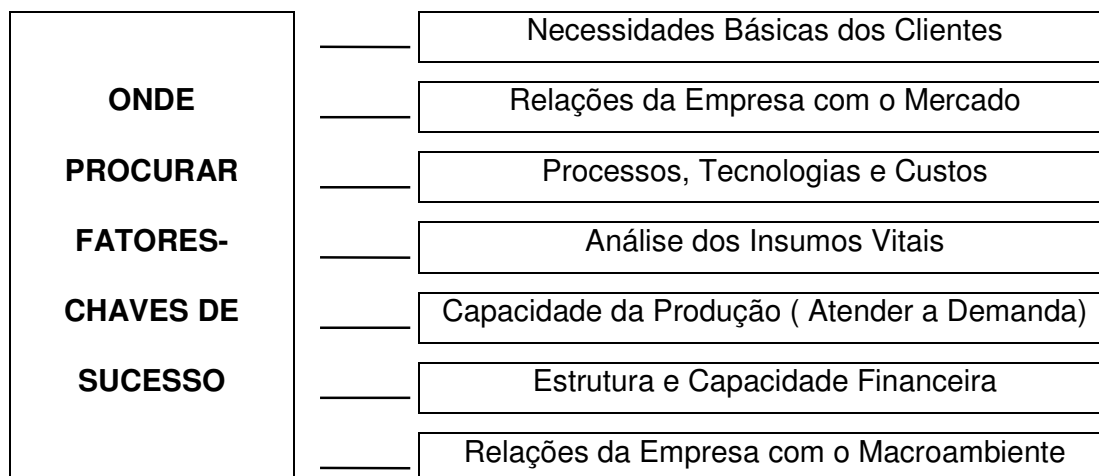 ONDE
PROCURAR
FATORES-
CHAVES DE
SUCESSO
Necessidades Básicas dos Clientes
Relações da Empresa com o Mercado
Processos, Tecnologias e Custos
Análise dos Insumos Vitais
Capacidade da Produção ( Atender a Demanda)
Estrutura e Capacidade Financeira
Relações da Empresa com o Macroambiente